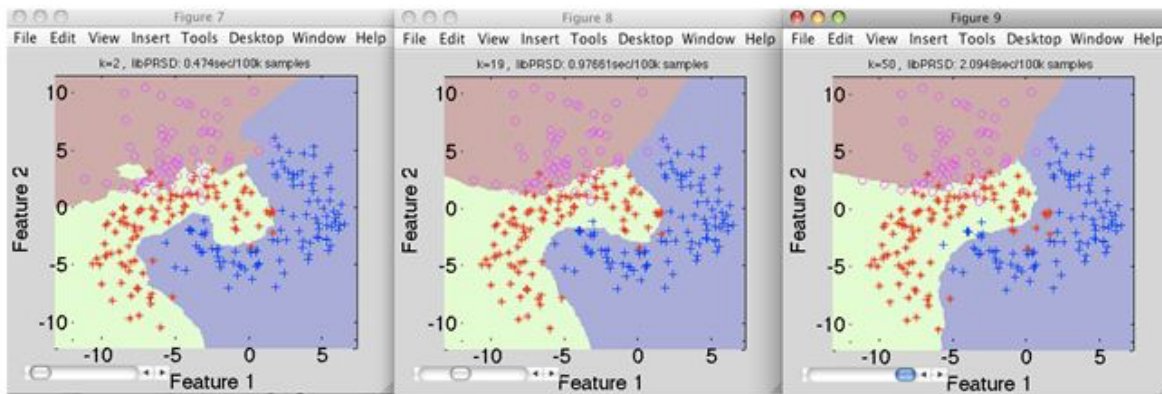 Figure 7
File Edit View Insert Tools Desktop Window Help
k=2, libPRSD: 0.474sec/100k samples
10
5
0
-5
-10
Feature 2
-10 -5 0 5
Feature 1
Figure 8
File Edit View Insert Tools Desktop Window Help
k=19, libPRSD: 0.97661sec/100k samples
10
5
0
-5
-10
Feature 2
-10 -5 0 5
Feature 1
Figure 9
File Edit View Insert Tools Desktop Window Help
k=50, libPRSD: 2.0948sec/100k samples
10
5
0
-5
-10
Feature 2
-10 -5 0 5
Feature 1